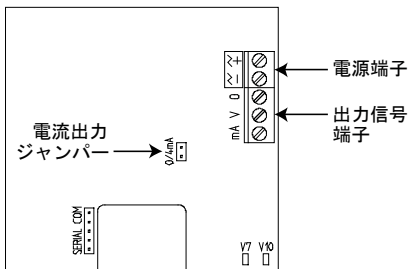 ~+
~−
電源端子
0
V
mA
出力信号
端子
電流出力
ジャンパー
0/4mA
SERIAL COM
V7
V10